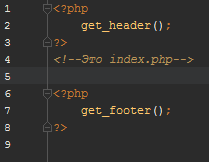 1 <?php
2 get_header();
3 ?>
4 <!--Это index.php-->
5
6 <?php
7 get_footer();
8 ?>
9